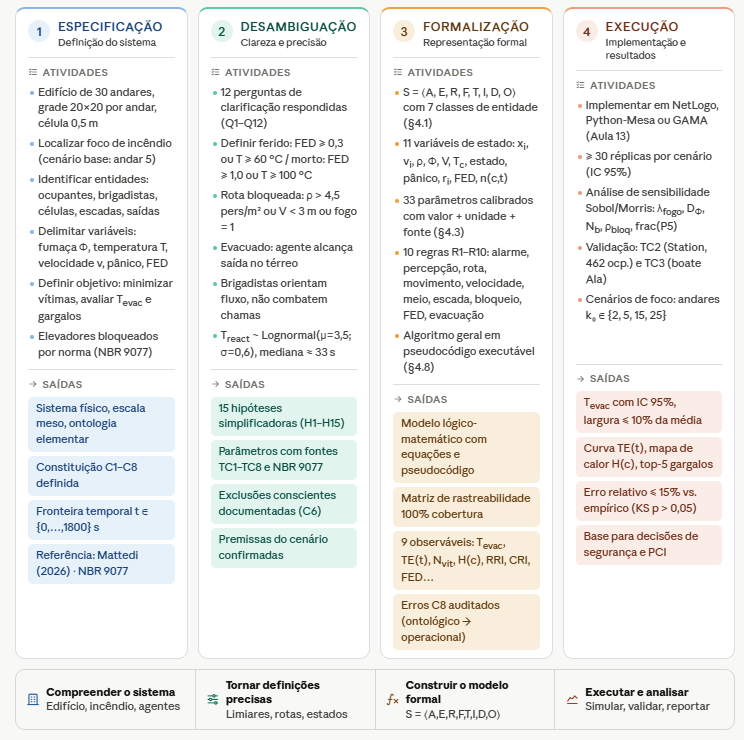 1 ESPECIFICAÇÃO
Definição do sistema
ATIVIDADES
• Edifício de 30 andares,
grade 20×20 por andar,
célula 0,5 m
• Localizar foco de incêndio
(cenário base: andar 5)
• Identificar entidades:
ocupantes, brigadistas,
células, escadas, saídas
• Delimitar variáveis:
fumaça Φ, temperatura T,
velocidade v, pânico, FED
• Definir objetivo: minimizar
vítimas, avaliar T_evac e
gargalos
• Elevadores bloqueados
por norma (NBR 9077)
→ SAÍDAS
Sistema físico, escala
meso, ontologia
elementar
Constituição C1–C8
definida
Fronteira temporal t ∈
{0,…,1800} s
Referência: Mattedi
(2026) · NBR 9077
2 DESAMBIGUAÇÃO
Clareza e precisão
ATIVIDADES
• 12 perguntas de
clarificação respondidas
(Q1–Q12)
• Definir ferido: FED ≥ 0,3
ou T ≥ 60 °C / morto: FED
≥ 1,0 ou T ≥ 100 °C
• Rota bloqueada: ρ > 4,5
pers/m² ou V < 3 m ou fogo
= 1
• Evacuado: agente alcança
saída no térreo
• Brigadistas orientam
fluxo, não combatem
chamas
• T_react ~ Lognormal(μ=3,5;
σ=0,6), mediana ≈ 33 s
→ SAÍDAS
15 hipóteses
simplificadoras (H1–H15)
Parâmetros com fontes
TC1–TC8 e NBR 9077
Exclusões conscientes
documentadas (C6)
Premissas do cenário
confirmadas
3 FORMALIZAÇÃO
Representação formal
ATIVIDADES
• S = ⟨A, E, R, F, T, I, D, O⟩
com 7 classes de entidade
(§4.1)
• 11 variáveis de estado: x_i,
v_i, ρ, Φ, V, T_c, estado,
pânico, r_i, FED, n(c,t)
• 33 parâmetros calibrados
com valor + unidade +
fonte (§4.3)
• 10 regras R1–R10: alarme,
percepção, rota,
movimento, velocidade,
meio, escada, bloqueio,
FED, evacuação
• Algoritmo geral em
pseudocódigo executável
(§4.8)
→ SAÍDAS
Modelo lógico-
matemático com
equações e
pseudocódigo
Matriz de rastreabilidade
100% cobertura
9 observáveis: T_evac,
TE(t), N_vit, H(c), RRI, CRI,
FED…
Erros C8 auditados
(ontológico →
operacional)
4 EXECUÇÃO
Implementação e
resultados
ATIVIDADES
• Implementar em NetLogo,
Python-Mesa ou GAMA
(Aula 13)
• ≥ 30 réplicas por cenário
(IC 95%)
• Análise de sensibilidade
Sobol/Morris: λ_fogo, D_Φ,
N_b, ρ_bloq, frac(P5)
• Validação: TC2 (Station,
462 ocp.) e TC3 (boate
Ala)
• Cenários de foco: andares
k₀ ∈ {2, 5, 15, 25}
→ SAÍDAS
T_evac com IC 95%,
largura ≤ 10% da média
Curva TE(t), mapa de
calor H(c), top-5 gargalos
Erro relativo ≤ 15% vs.
empírico (KS p > 0,05)
Base para decisões de
segurança e PCI
Compreender o sistema
Edifício, incêndio, agentes
Tornar definições
precisas
Limiares, rotas, estados
Construir o modelo
formal
S = ⟨A,E,R,F,T,I,D,O⟩
Executar e analisar
Simular, validar, reportar